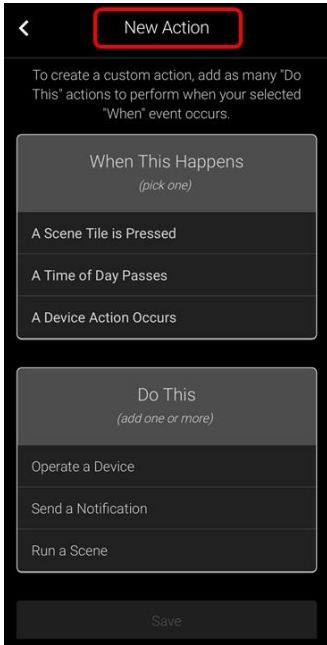 New Action
To create a custom action, add as many "Do
This" actions to perform when your selected
"When" event occurs.
When This Happens
(pick one)
A Scene Tile is Pressed
A Time of Day Passes
A Device Action Occurs
Do This
(add one or more)
Operate a Device
Send a Notification
Run a Scene
Save